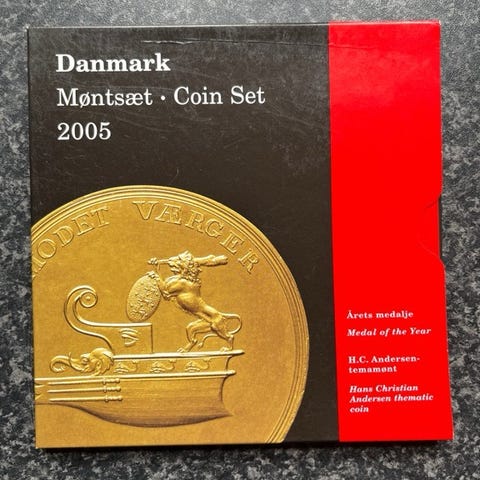 Danmark
Møntsæt · Coin Set
2005
MODET VÆRGER
Årets medalje
Medal of the Year
H.C. Andersen-
temamønt
Hans Christian
Andersen thematic
coin